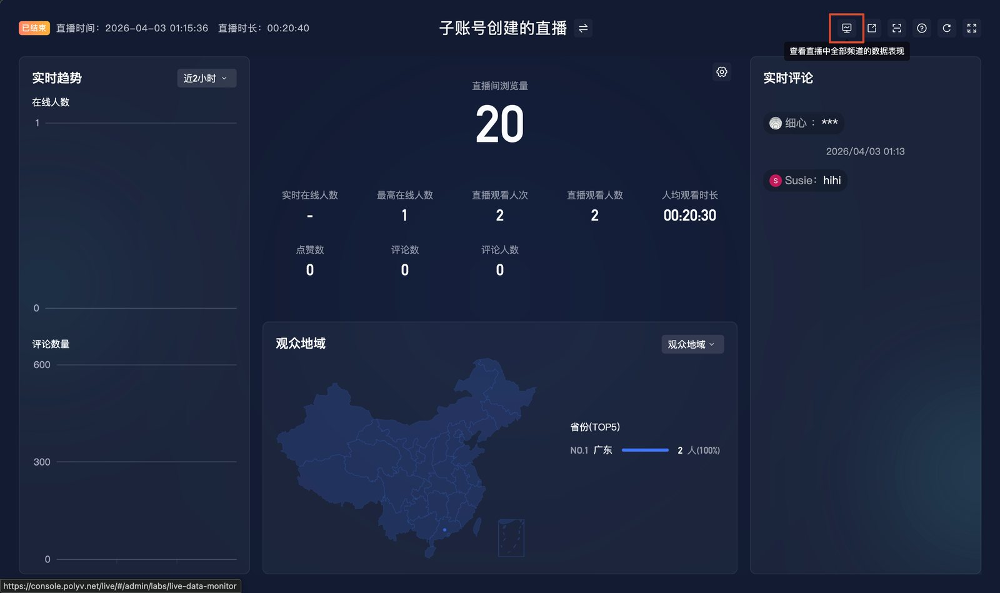 已结束 直播时间：2026-04-03 01:15:36 直播时长：00:20:40
子账号创建的直播
查看直播中全部频道的数据表现
实时趋势
近2小时
在线人数
1
0
评论数量
600
300
0
直播间浏览量
20
实时在线人数 最高在线人数 直播观看人次 直播观看人数 人均观看时长
- 1 2 2 00:20:30
点赞数 评论数 评论人数
0 0 0
观众地域
观众地域
省份(TOP5)
NO.1 广东 2 人(100%)
实时评论
细心： ***
2026/04/03 01:13
S Susie： hihi
https://console.polyv.net/live/#/admin/labs/live-data-monitor